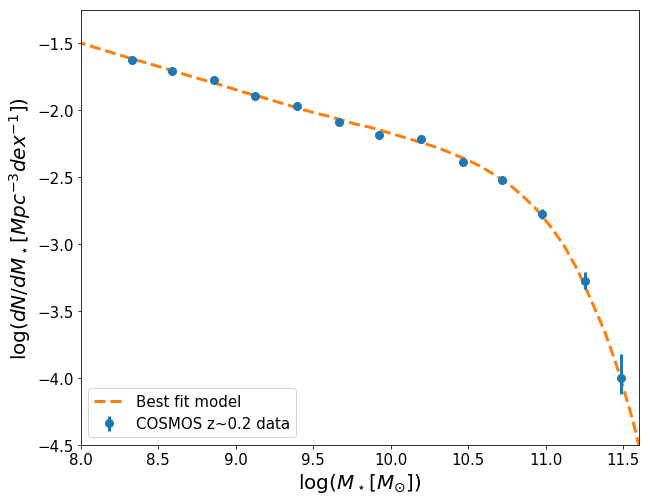 −1.5
−2.0
−2.5
−3.0
−3.5
−4.0
−4.5
log(dN/dM⋆[Mpc⁻³dex⁻¹])
Best fit model
COSMOS z~0.2 data
8.0 8.5 9.0 9.5 10.0 10.5 11.0 11.5
log(M⋆[M⊙])